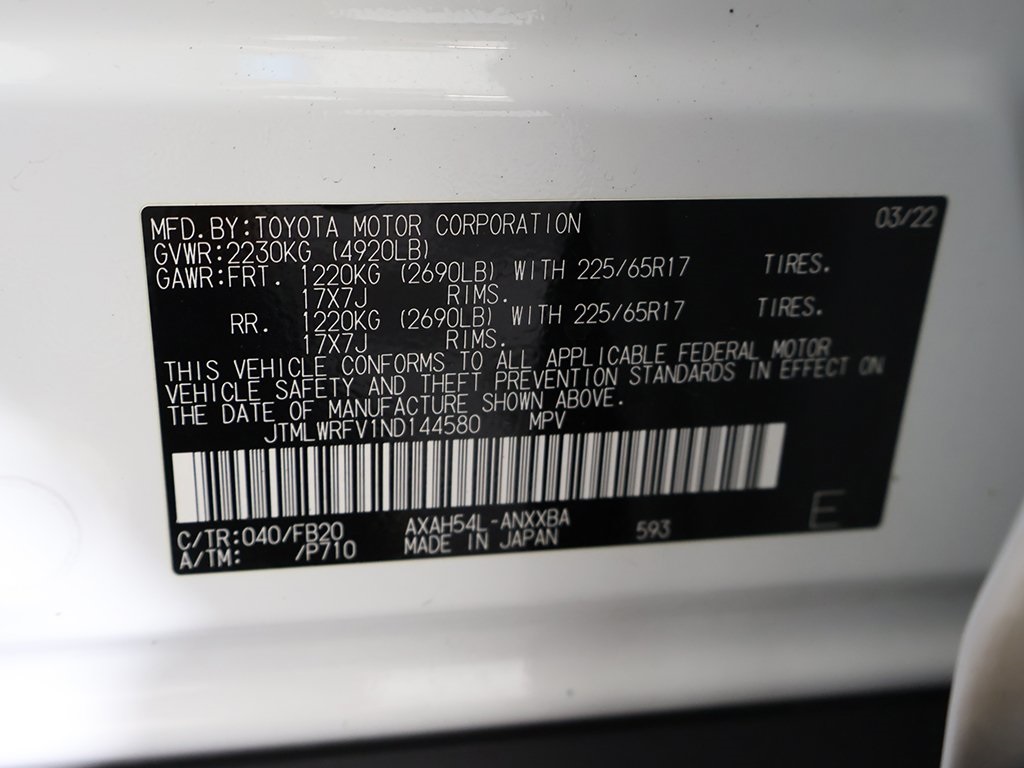 MFD.BY:TOYOTA MOTOR CORPORATION 03/22
GVWR:2230KG (4920LB)
GAWR:FRT. 1220KG (2690LB) WITH 225/65R17 TIRES.
17X7J RIMS.
RR. 1220KG (2690LB) WITH 225/65R17 TIRES.
17X7J RIMS.
THIS VEHICLE CONFORMS TO ALL APPLICABLE FEDERAL MOTOR
VEHICLE SAFETY AND THEFT PREVENTION STANDARDS IN EFFECT ON
THE DATE OF MANUFACTURE SHOWN ABOVE.
JTMLWRFV1ND144580 MPV
C/TR:040/FB20 AXAH54L-ANXXBA 593 E
A/TM: /P710 MADE IN JAPAN